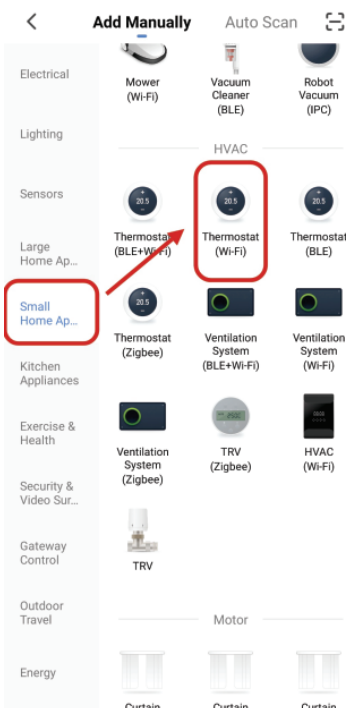 Add Manually Auto Scan
Electrical
Lighting
Sensors
Large
Home Ap...
Small
Home Ap...
Kitchen
Appliances
Exercise &
Health
Security &
Video Sur...
Gateway
Control
Outdoor
Travel
Energy
Mower
(Wi-Fi)
Vacuum
Cleaner
(BLE)
Robot
Vacuum
(IPC)
HVAC
20.5
Thermostat
(BLE+Wi-Fi)
20.5
Thermostat
(Wi-Fi)
20.5
Thermostat
(BLE)
20.5
Thermostat
(Zigbee)
Ventilation
System
(BLE+Wi-Fi)
Ventilation
System
(Wi-Fi)
Ventilation
System
(Zigbee)
TRV
(Zigbee)
HVAC
(Wi-Fi)
TRV
Motor
Curtain
Curtain
Curtain